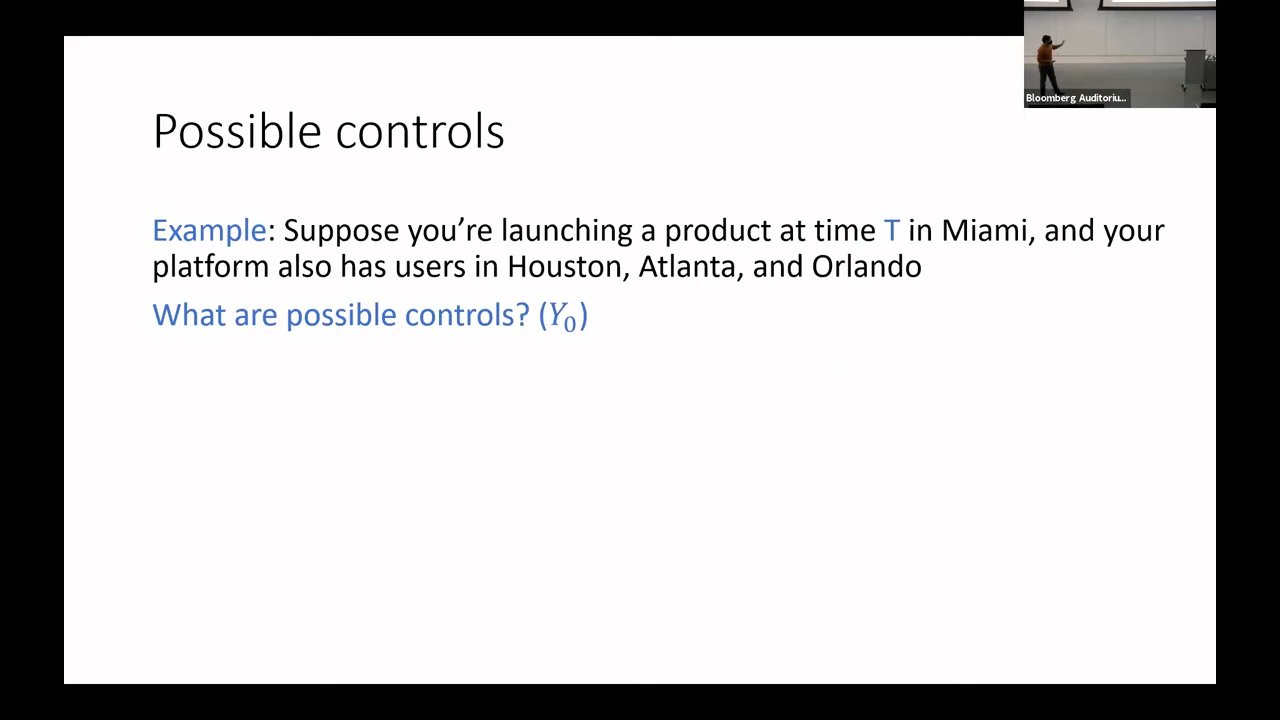 Bloomberg Auditoriu...
Possible controls
Example: Suppose you’re launching a product at time T in Miami, and your
platform also has users in Houston, Atlanta, and Orlando
What are possible controls? (Y₀)